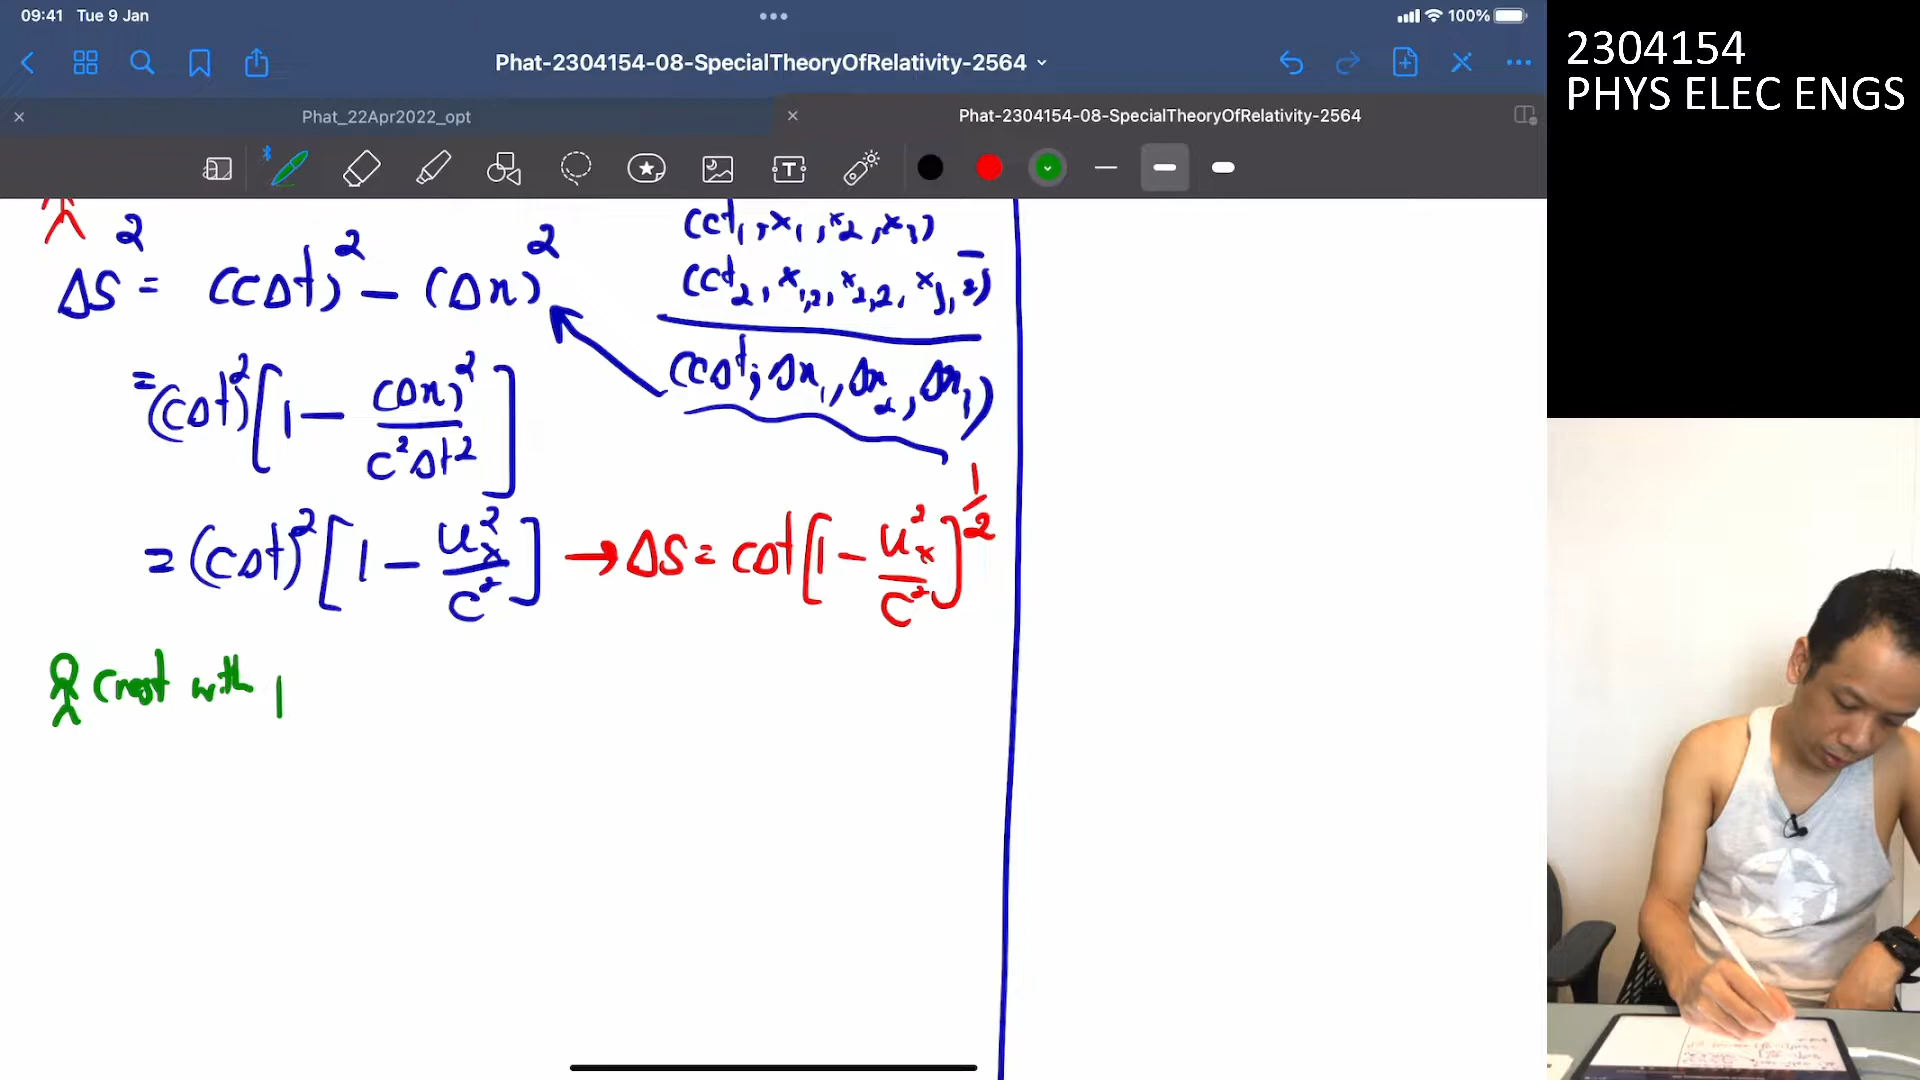 09:41 Tue 9 Jan
100%
Phat-2304154-08-SpecialTheoryOfRelativity-2564
Phat_22Apr2022_opt
Phat-2304154-08-SpecialTheoryOfRelativity-2564
2304154
PHYS ELEC ENGS
(ct₁, x₁, x₂, x₃)
(ct₂, x₁,₂, x₂,₂, x₃,₂)
ΔS² = (cΔt)² − (Δx)²
(cΔt, Δx₁, Δx₂, Δx₃)
= (cΔt)² [1 − (Δx)² / c²Δt²]
= (cΔt)² [1 − uₓ² / c²] → ΔS = cΔt [1 − uₓ² / c²]^½
(rest with